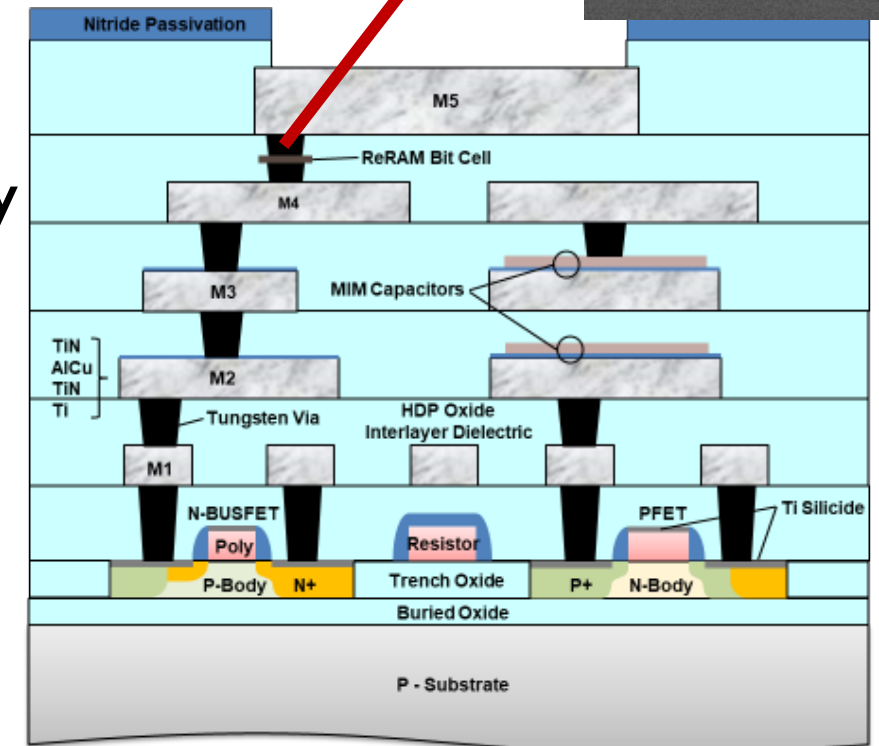 Nitride Passivation
M5
ReRAM Bit Cell
y
M4
M3
MIM Capacitors
TiN
AlCu
TiN
Ti
M2
Tungsten Via
HDP Oxide
Interlayer Dielectric
M1
N-BUSFET
PFET
Ti Silicide
Poly
Resistor
P-Body
N+
Trench Oxide
P+
N-Body
Buried Oxide
P - Substrate